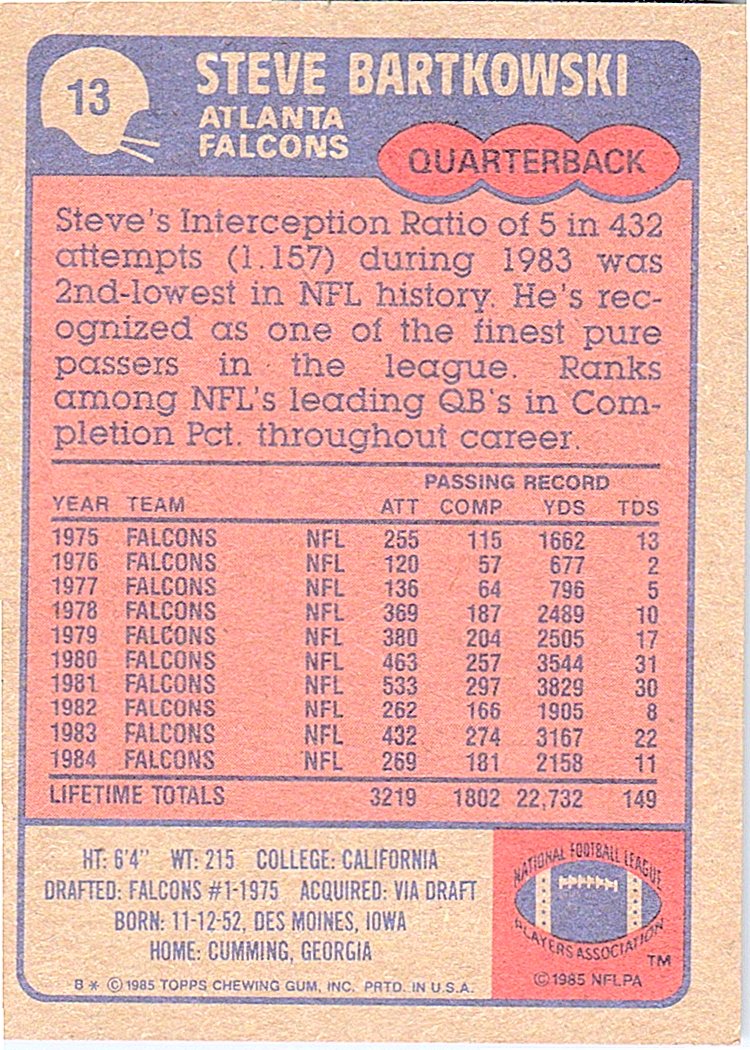 13
STEVE BARTKOWSKI
ATLANTA
FALCONS
QUARTERBACK
Steve's Interception Ratio of 5 in 432
attempts (1.157) during 1983 was
2nd-lowest in NFL history. He's rec-
ognized as one of the finest pure
passers in the league. Ranks
among NFL's leading QB's in Com-
pletion Pct. throughout career.
PASSING RECORD
YEAR TEAM ATT COMP YDS TDS
1975 FALCONS NFL 255 115 1662 13
1976 FALCONS NFL 120 57 677 2
1977 FALCONS NFL 136 64 796 5
1978 FALCONS NFL 369 187 2489 10
1979 FALCONS NFL 380 204 2505 17
1980 FALCONS NFL 463 257 3544 31
1981 FALCONS NFL 533 297 3829 30
1982 FALCONS NFL 262 166 1905 8
1983 FALCONS NFL 432 274 3167 22
1984 FALCONS NFL 269 181 2158 11
LIFETIME TOTALS 3219 1802 22,732 149
HT: 6'4" WT: 215 COLLEGE: CALIFORNIA
DRAFTED: FALCONS #1-1975 ACQUIRED: VIA DRAFT
BORN: 11-12-52, DES MOINES, IOWA
HOME: CUMMING, GEORGIA
B * © 1985 TOPPS CHEWING GUM, INC. PRTD. IN U.S.A.
NATIONAL FOOTBALL LEAGUE
PLAYERS ASSOCIATION
TM
© 1985 NFLPA